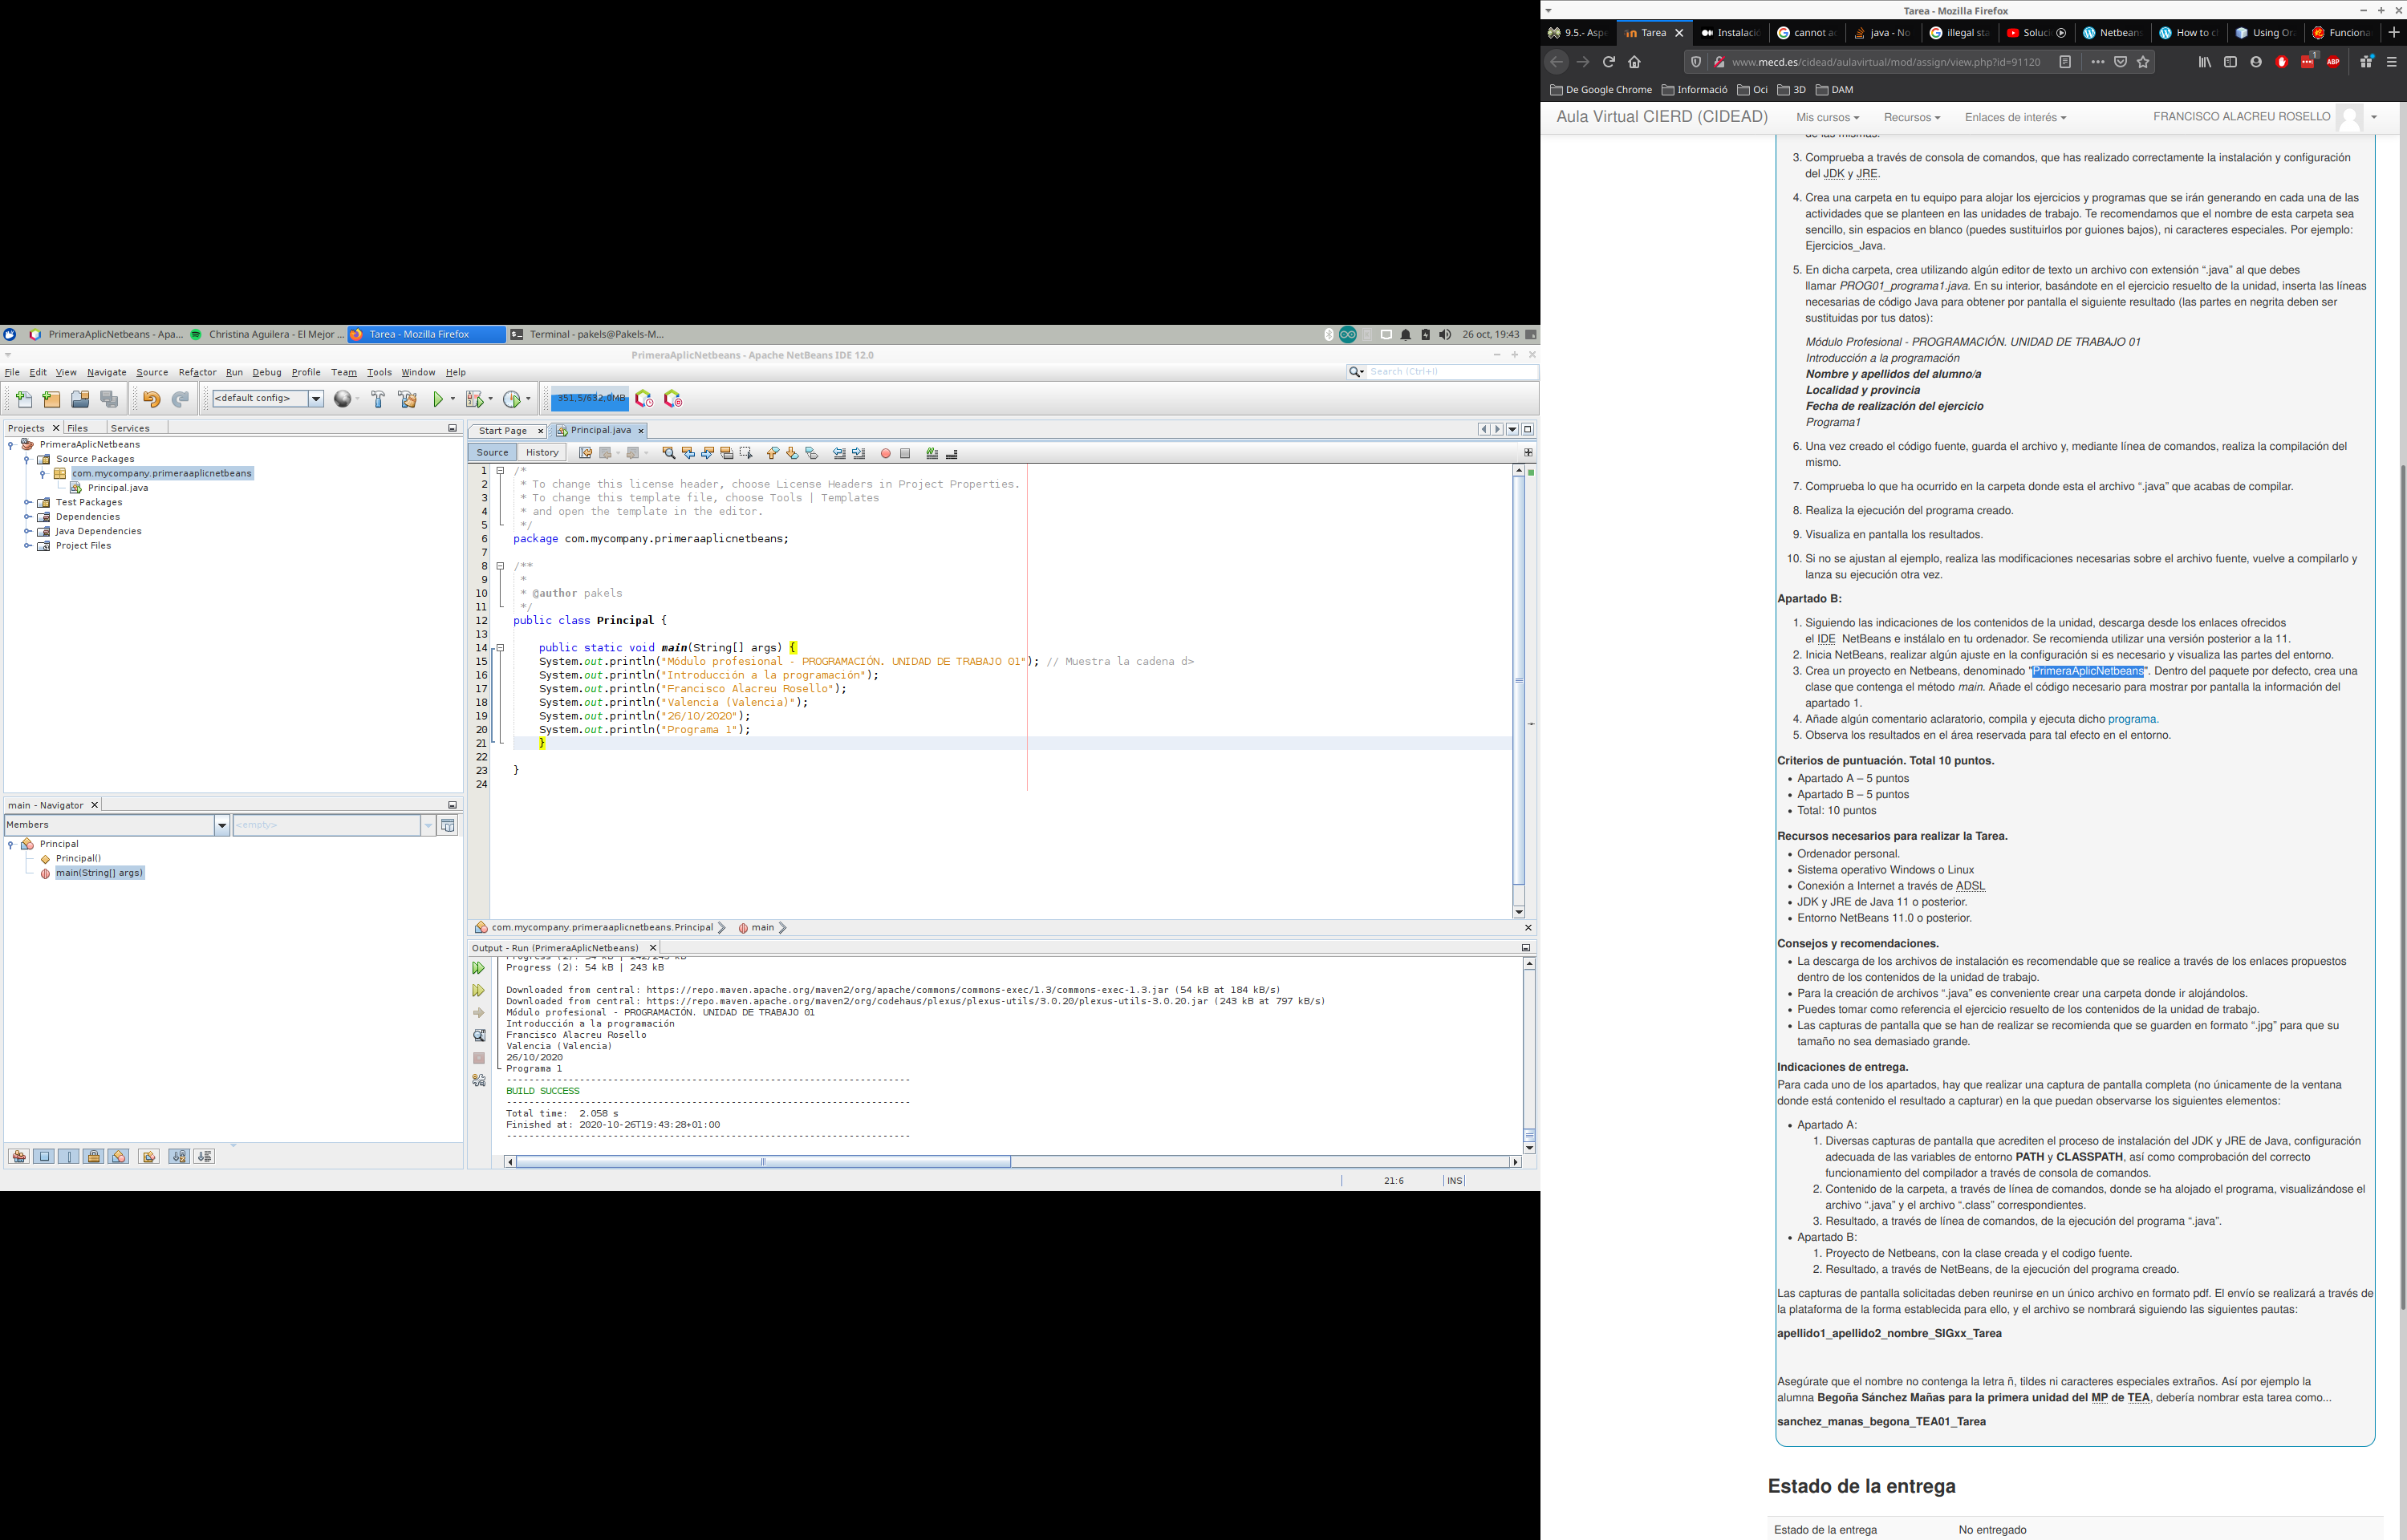 PrimeraAplicNetbeans - Apa...
Christina Aguilera - El Mejor ...
Tarea - Mozilla Firefox
Terminal - pakels@Pakels-M...
26 oct, 19:43
PrimeraAplicNetbeans - Apache NetBeans IDE 12.0
File Edit View Navigate Source Refactor Run Debug Profile Team Tools Window Help
Search (Ctrl+I)
<default config>
351,5/632,0MB
Projects Files Services
PrimeraAplicNetbeans
Source Packages
com.mycompany.primeraaplicnetbeans
Principal.java
Test Packages
Dependencies
Java Dependencies
Project Files
main - Navigator
Members
<empty>
Principal
Principal()
main(String[] args)
Start Page
Principal.java
Source History
1 /*
2 * To change this license header, choose License Headers in Project Properties.
3 * To change this template file, choose Tools | Templates
4 * and open the template in the editor.
5 */
6 package com.mycompany.primeraaplicnetbeans;
7
8 /**
9 *
10 * @author pakels
11 */
12 public class Principal {
13
14 public static void main(String[] args) {
15 System.out.println("Módulo profesional - PROGRAMACIÓN. UNIDAD DE TRABAJO 01"); // Muestra la cadena d>
16 System.out.println("Introducción a la programación");
17 System.out.println("Francisco Alacreu Rosello");
18 System.out.println("Valencia (Valencia)");
19 System.out.println("26/10/2020");
20 System.out.println("Programa 1");
21 }
22
23 }
24
com.mycompany.primeraaplicnetbeans.Principal
main
Output - Run (PrimeraAplicNetbeans)
Progress (2): 54 kB | 242/243 kB
Progress (2): 54 kB | 243 kB
Downloaded from central: https://repo.maven.apache.org/maven2/org/apache/commons/commons-exec/1.3/commons-exec-1.3.jar (54 kB at 184 kB/s)
Downloaded from central: https://repo.maven.apache.org/maven2/org/codehaus/plexus/plexus-utils/3.0.20/plexus-utils-3.0.20.jar (243 kB at 797 kB/s)
Módulo profesional - PROGRAMACIÓN. UNIDAD DE TRABAJO 01
Introducción a la programación
Francisco Alacreu Rosello
Valencia (Valencia)
26/10/2020
Programa 1
------------------------------------------------------------------------
BUILD SUCCESS
------------------------------------------------------------------------
Total time:  2.058 s
Finished at: 2020-10-26T19:43:28+01:00
------------------------------------------------------------------------
21:6 INS
Tarea - Mozilla Firefox
9.5.- Aspe
Tarea
Instalació
cannot ac
java - No
illegal sta
Soluci
Netbean
How to c
Using Or
Funciona
www.mecd.es/cidead/aulavirtual/mod/assign/view.php?id=91120
ABP
De Google Chrome Informació Oci 3D DAM
Aula Virtual CIERD (CIDEAD)
Mis cursos Recursos Enlaces de interés
FRANCISCO ALACREU ROSELLO
de las mismas.
3. Comprueba a través de consola de comandos, que has realizado correctamente la instalación y configuración
del JDK y JRE.
4. Crea una carpeta en tu equipo para alojar los ejercicios y programas que se irán generando en cada una de las
actividades que se planteen en las unidades de trabajo. Te recomendamos que el nombre de esta carpeta sea
sencillo, sin espacios en blanco (puedes sustituirlos por guiones bajos), ni caracteres especiales. Por ejemplo:
Ejercicios_Java.
5. En dicha carpeta, crea utilizando algún editor de texto un archivo con extensión “.java” al que debes
llamar PROG01_programa1.java. En su interior, basándote en el ejercicio resuelto de la unidad, inserta las líneas
necesarias de código Java para obtener por pantalla el siguiente resultado (las partes en negrita deben ser
sustituidas por tus datos):
Módulo Profesional - PROGRAMACIÓN. UNIDAD DE TRABAJO 01
Introducción a la programación
Nombre y apellidos del alumno/a
Localidad y provincia
Fecha de realización del ejercicio
Programa1
6. Una vez creado el código fuente, guarda el archivo y, mediante línea de comandos, realiza la compilación del
mismo.
7. Comprueba lo que ha ocurrido en la carpeta donde esta el archivo “.java” que acabas de compilar.
8. Realiza la ejecución del programa creado.
9. Visualiza en pantalla los resultados.
10. Si no se ajustan al ejemplo, realiza las modificaciones necesarias sobre el archivo fuente, vuelve a compilarlo y
lanza su ejecución otra vez.
Apartado B:
1. Siguiendo las indicaciones de los contenidos de la unidad, descarga desde los enlaces ofrecidos
el IDE NetBeans e instálalo en tu ordenador. Se recomienda utilizar una versión posterior a la 11.
2. Inicia NetBeans, realizar algún ajuste en la configuración si es necesario y visualiza las partes del entorno.
3. Crea un proyecto en Netbeans, denominado "PrimeraAplicNetbeans". Dentro del paquete por defecto, crea una
clase que contenga el método main. Añade el código necesario para mostrar por pantalla la información del
apartado 1.
4. Añade algún comentario aclaratorio, compila y ejecuta dicho programa.
5. Observa los resultados en el área reservada para tal efecto en el entorno.
Criterios de puntuación. Total 10 puntos.
• Apartado A – 5 puntos
• Apartado B – 5 puntos
• Total: 10 puntos
Recursos necesarios para realizar la Tarea.
• Ordenador personal.
• Sistema operativo Windows o Linux
• Conexión a Internet a través de ADSL
• JDK y JRE de Java 11 o posterior.
• Entorno NetBeans 11.0 o posterior.
Consejos y recomendaciones.
• La descarga de los archivos de instalación es recomendable que se realice a través de los enlaces propuestos
dentro de los contenidos de la unidad de trabajo.
• Para la creación de archivos “.java” es conveniente crear una carpeta donde ir alojándolos.
• Puedes tomar como referencia el ejercicio resuelto de los contenidos de la unidad de trabajo.
• Las capturas de pantalla que se han de realizar se recomienda que se guarden en formato “.jpg” para que su
tamaño no sea demasiado grande.
Indicaciones de entrega.
Para cada uno de los apartados, hay que realizar una captura de pantalla completa (no únicamente de la ventana
donde está contenido el resultado a capturar) en la que puedan observarse los siguientes elementos:
• Apartado A:
1. Diversas capturas de pantalla que acrediten el proceso de instalación del JDK y JRE de Java, configuración
adecuada de las variables de entorno PATH y CLASSPATH, así como comprobación del correcto
funcionamiento del compilador a través de consola de comandos.
2. Contenido de la carpeta, a través de línea de comandos, donde se ha alojado el programa, visualizándose el
archivo “.java” y el archivo “.class” correspondientes.
3. Resultado, a través de línea de comandos, de la ejecución del programa “.java”.
• Apartado B:
1. Proyecto de Netbeans, con la clase creada y el codigo fuente.
2. Resultado, a través de NetBeans, de la ejecución del programa creado.
Las capturas de pantalla solicitadas deben reunirse en un único archivo en formato pdf. El envío se realizará a través de
la plataforma de la forma establecida para ello, y el archivo se nombrará siguiendo las siguientes pautas:
apellido1_apellido2_nombre_SIGxx_Tarea
Asegúrate que el nombre no contenga la letra ñ, tildes ni caracteres especiales extraños. Así por ejemplo la
alumna Begoña Sánchez Mañas para la primera unidad del MP de TEA, debería nombrar esta tarea como...
sanchez_manas_begona_TEA01_Tarea
Estado de la entrega
Estado de la entrega No entregado